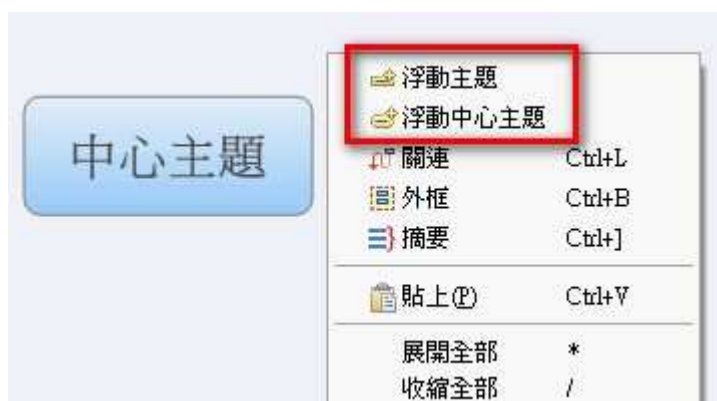 中心主題
浮動主題
浮動中心主題
關連 Ctrl+L
外框 Ctrl+B
摘要 Ctrl+]
貼上(P) Ctrl+V
展開全部 *
收縮全部 /